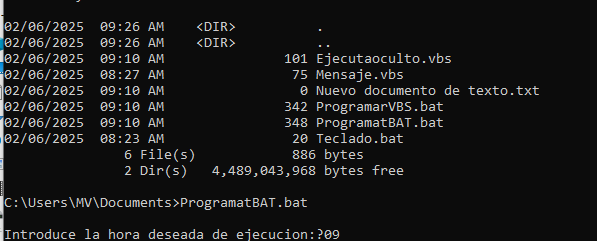 02/06/2025  09:26 AM    <DIR>          .
02/06/2025  09:26 AM    <DIR>          ..
02/06/2025  09:10 AM               101 Ejecutaoculto.vbs
02/06/2025  08:27 AM                75 Mensaje.vbs
02/06/2025  09:10 AM                 0 Nuevo documento de texto.txt
02/06/2025  09:10 AM               342 ProgramarVBS.bat
02/06/2025  09:10 AM               348 ProgramatBAT.bat
02/06/2025  08:23 AM                20 Teclado.bat
               6 File(s)            886 bytes
               2 Dir(s)   4,489,043,968 bytes free
C:\Users\MV\Documents>ProgramatBAT.bat
Introduce la hora deseada de ejecucion:?09